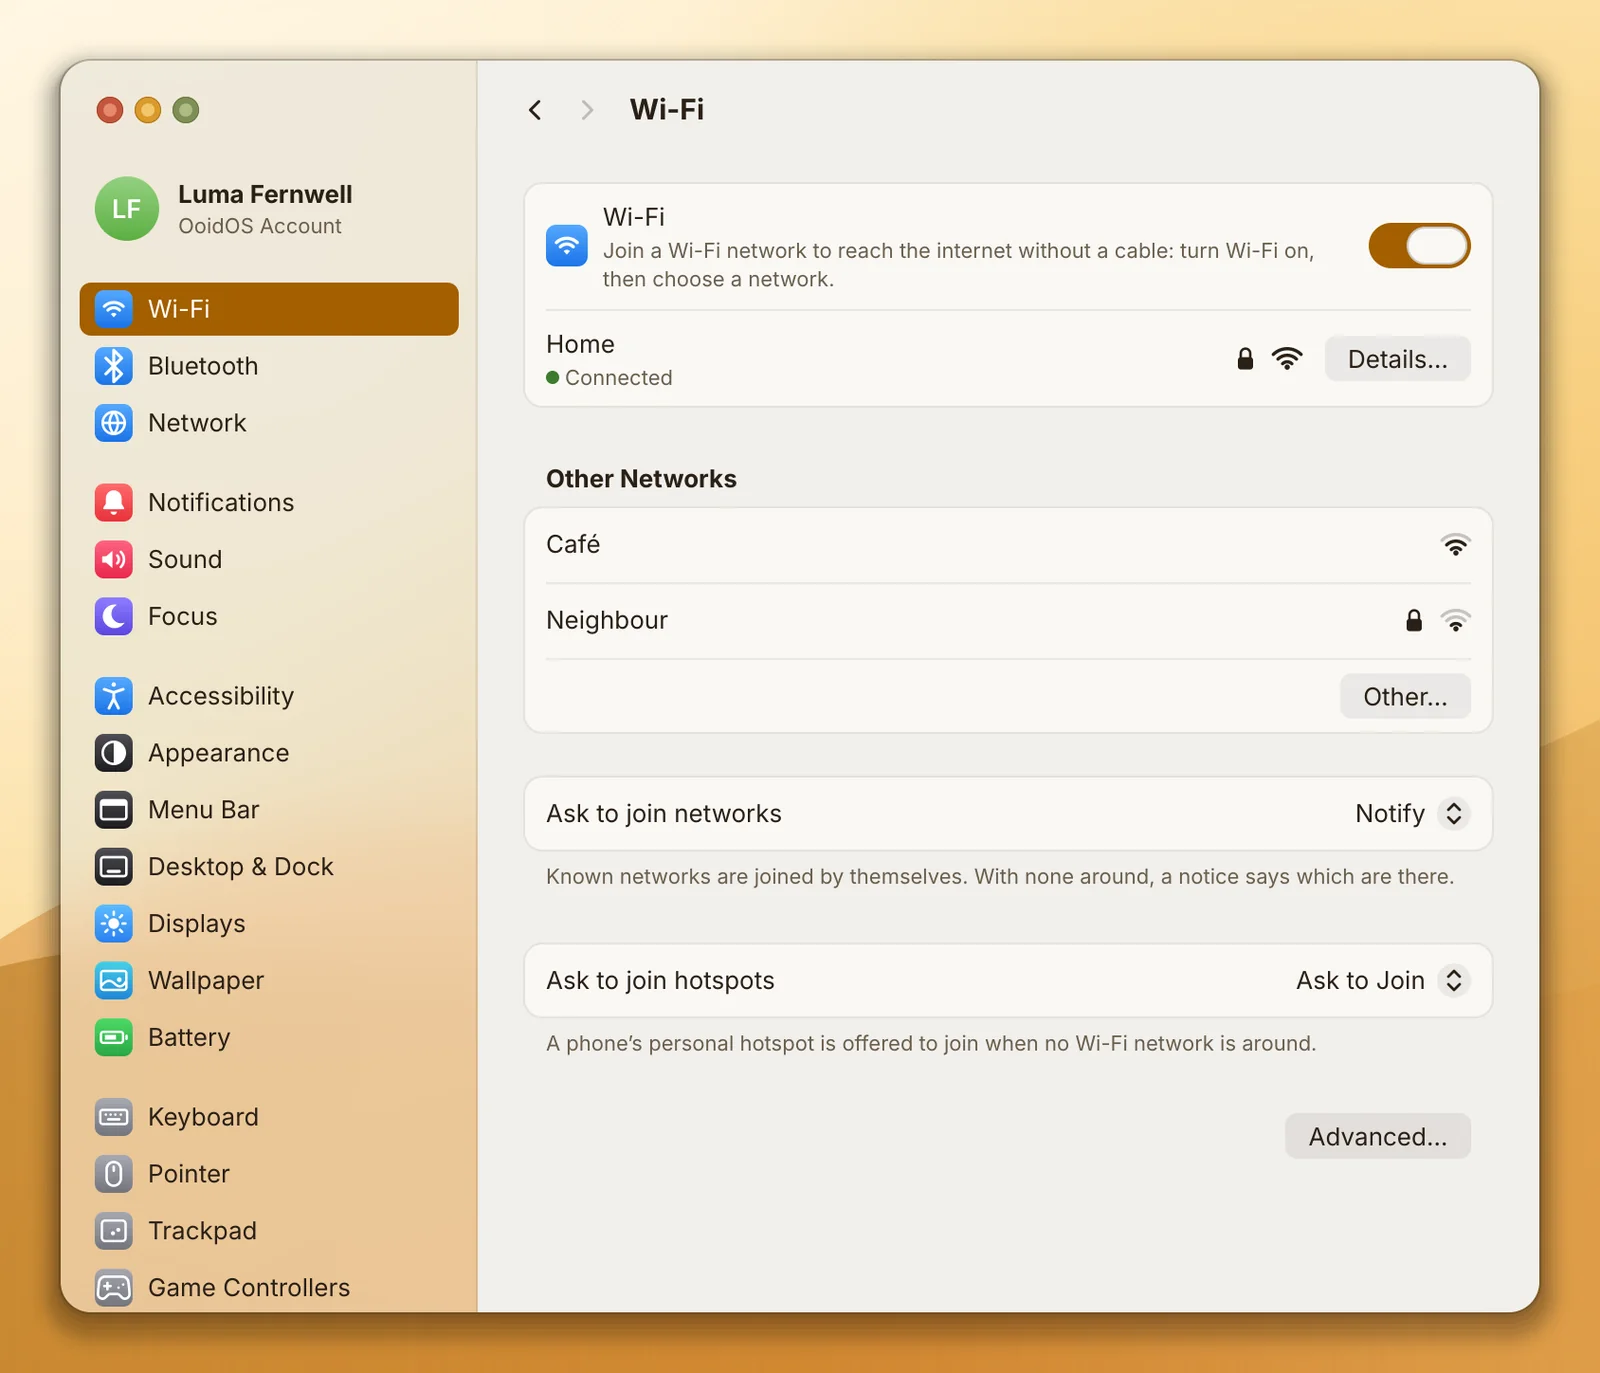 LF
Luma Fernwell
OoidOS Account
Wi-Fi
Bluetooth
Network
Notifications
Sound
Focus
Accessibility
Appearance
Menu Bar
Desktop & Dock
Displays
Wallpaper
Battery
Keyboard
Pointer
Trackpad
Game Controllers
Wi-Fi
Wi-Fi
Join a Wi-Fi network to reach the internet without a cable: turn Wi-Fi on,
then choose a network.
Home
Connected
Details...
Other Networks
Café
Neighbour
Other...
Ask to join networks
Notify
Known networks are joined by themselves. With none around, a notice says which are there.
Ask to join hotspots
Ask to Join
A phone’s personal hotspot is offered to join when no Wi-Fi network is around.
Advanced...